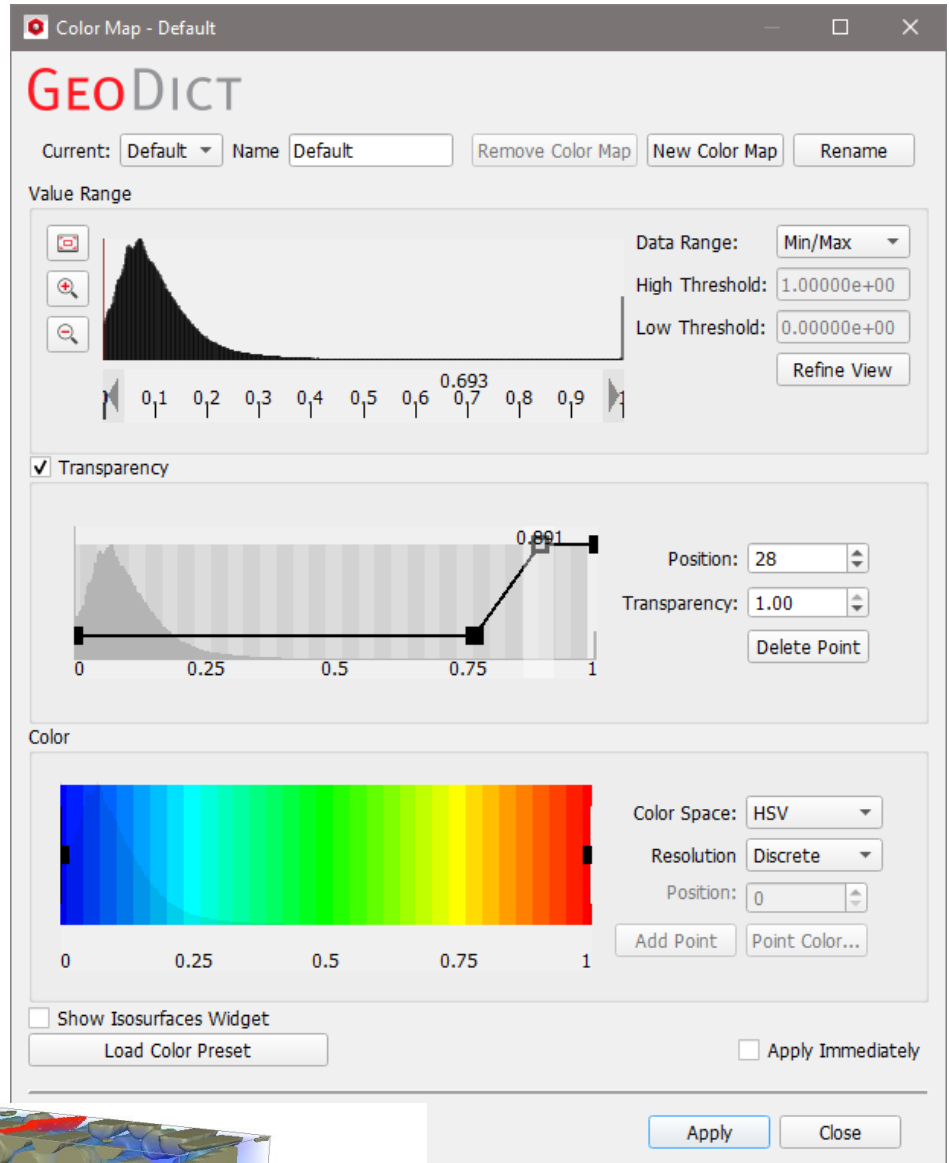 Color Map - Default
GEODICT
Current: Default Name Default Remove Color Map New Color Map Rename
Value Range
Data Range: Min/Max
High Threshold: 1.00000e+00
Low Threshold: 0.00000e+00
Refine View
0.693
0,1 0,2 0,3 0,4 0,5 0,6 0,7 0,8 0,9 1
Transparency
0.891
Position: 28
Transparency: 1.00
Delete Point
0 0.25 0.5 0.75 1
Color
Color Space: HSV
Resolution Discrete
Position: 0
Add Point Point Color...
0 0.25 0.5 0.75 1
Show Isosurfaces Widget
Load Color Preset Apply Immediately
Apply Close